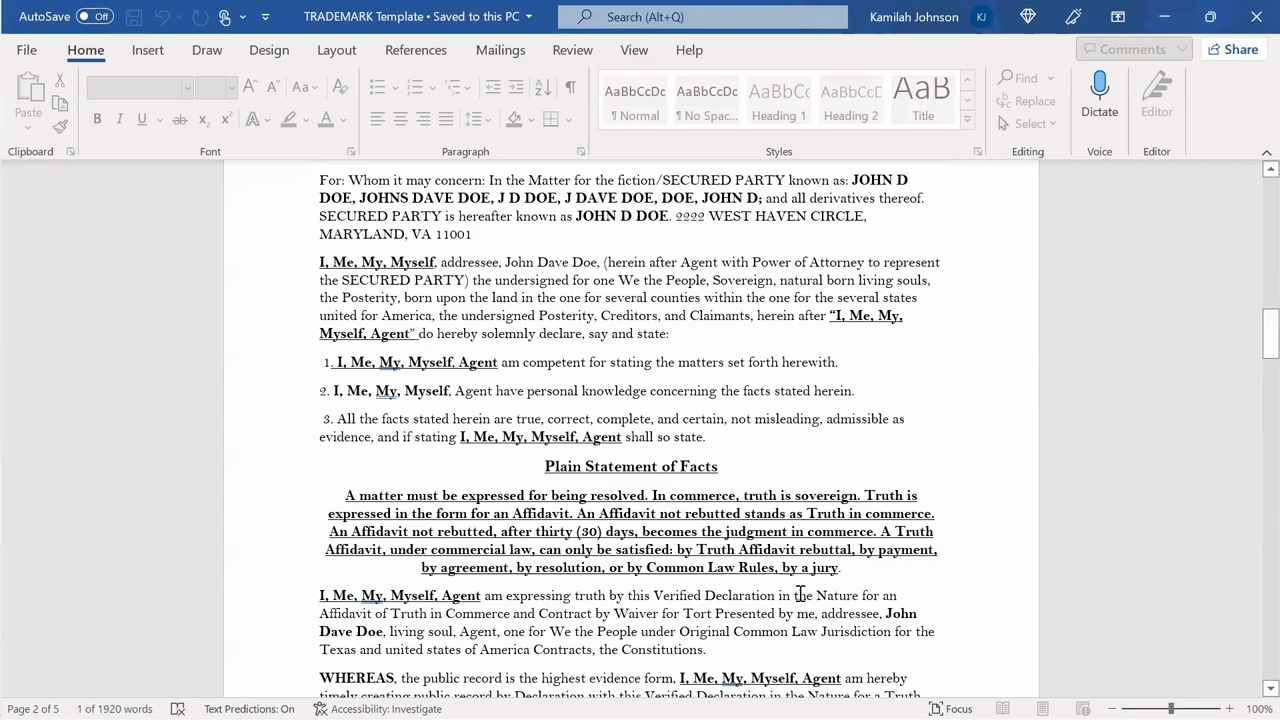 AutoSave Off TRADEMARK Template • Saved to this PC Search (Alt+Q) Kamilah Johnson KJ
File Home Insert Draw Design Layout References Mailings Review View Help Comments Share
Paste
Clipboard
Font
Paragraph
AaBbCcDc AaBbCcDc AaBbCc AaBbCcD AaB
¶ Normal ¶ No Spac... Heading Heading 2 Title
Styles
Find
Replace
Select
Editing
Dictate
Voice
Editor
Editor
For: Whom it may concern: In the Matter for the fiction/SECURED PARTY known as: JOHN D
DOE, JOHNS DAVE DOE, J D DOE, J DAVE DOE, DOE, JOHN D; and all derivatives thereof.
SECURED PARTY is hereafter known as JOHN D DOE. 2222 WEST HAVEN CIRCLE,
MARYLAND, VA 11001
I, Me, My, Myself, addressee, John Dave Doe, (herein after Agent with Power of Attorney to represent
the SECURED PARTY) the undersigned for one We the People, Sovereign, natural born living souls,
the Posterity, born upon the land in the one for several counties within the one for the several states
united for America, the undersigned Posterity, Creditors, and Claimants, herein after “I, Me, My,
Myself, Agent” do hereby solemnly declare, say and state:
1. I, Me, My, Myself, Agent am competent for stating the matters set forth herewith.
2. I, Me, My, Myself, Agent have personal knowledge concerning the facts stated herein.
3. All the facts stated herein are true, correct, complete, and certain, not misleading, admissible as
evidence, and if stating I, Me, My, Myself, Agent shall so state.
Plain Statement of Facts
A matter must be expressed for being resolved. In commerce, truth is sovereign. Truth is
expressed in the form for an Affidavit. An Affidavit not rebutted stands as Truth in commerce.
An Affidavit not rebutted, after thirty (30) days, becomes the judgment in commerce. A Truth
Affidavit, under commercial law, can only be satisfied: by Truth Affidavit rebuttal, by payment,
by agreement, by resolution, or by Common Law Rules, by a jury.
I, Me, My, Myself, Agent am expressing truth by this Verified Declaration in the Nature for an
Affidavit of Truth in Commerce and Contract by Waiver for Tort Presented by me, addressee, John
Dave Doe, living soul, Agent, one for We the People under Original Common Law Jurisdiction for the
Texas and united states of America Contracts, the Constitutions.
WHEREAS, the public record is the highest evidence form, I, Me, My, Myself, Agent am hereby
timely creating public record by Declaration with this Verified Declaration in the Nature for a Truth
Page 2 of 5 1 of 1920 words Text Predictions: On Accessibility: Investigate Focus 100%